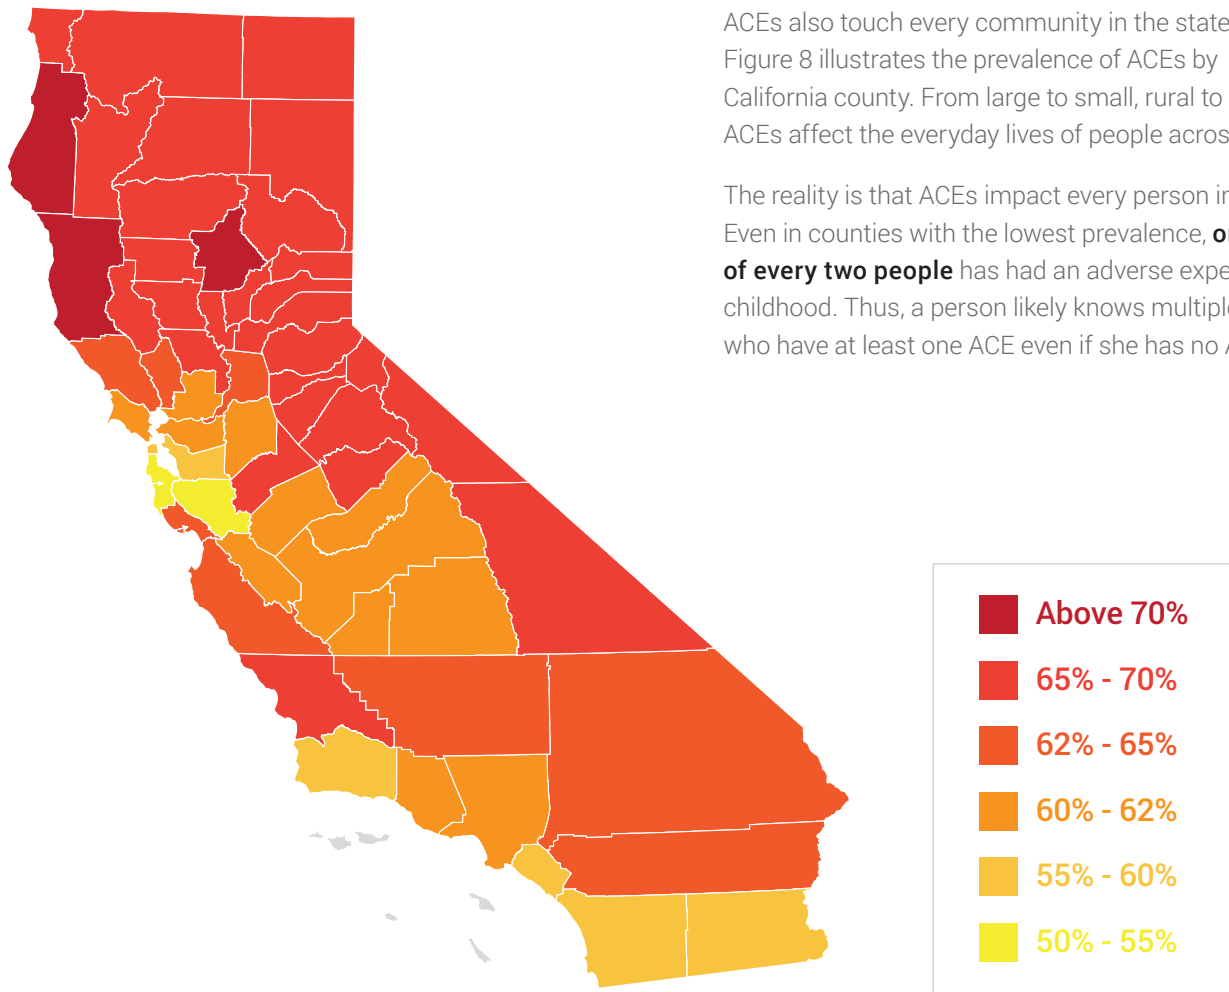 ACEs also touch every community in the state
Figure 8 illustrates the prevalence of ACEs by
California county. From large to small, rural to
ACEs affect the everyday lives of people acros
The reality is that ACEs impact every person in
Even in counties with the lowest prevalence, o
of every two people has had an adverse expe
childhood. Thus, a person likely knows multiple
who have at least one ACE even if she has no A
Above 70%
65% - 70%
62% - 65%
60% - 62%
55% - 60%
50% - 55%